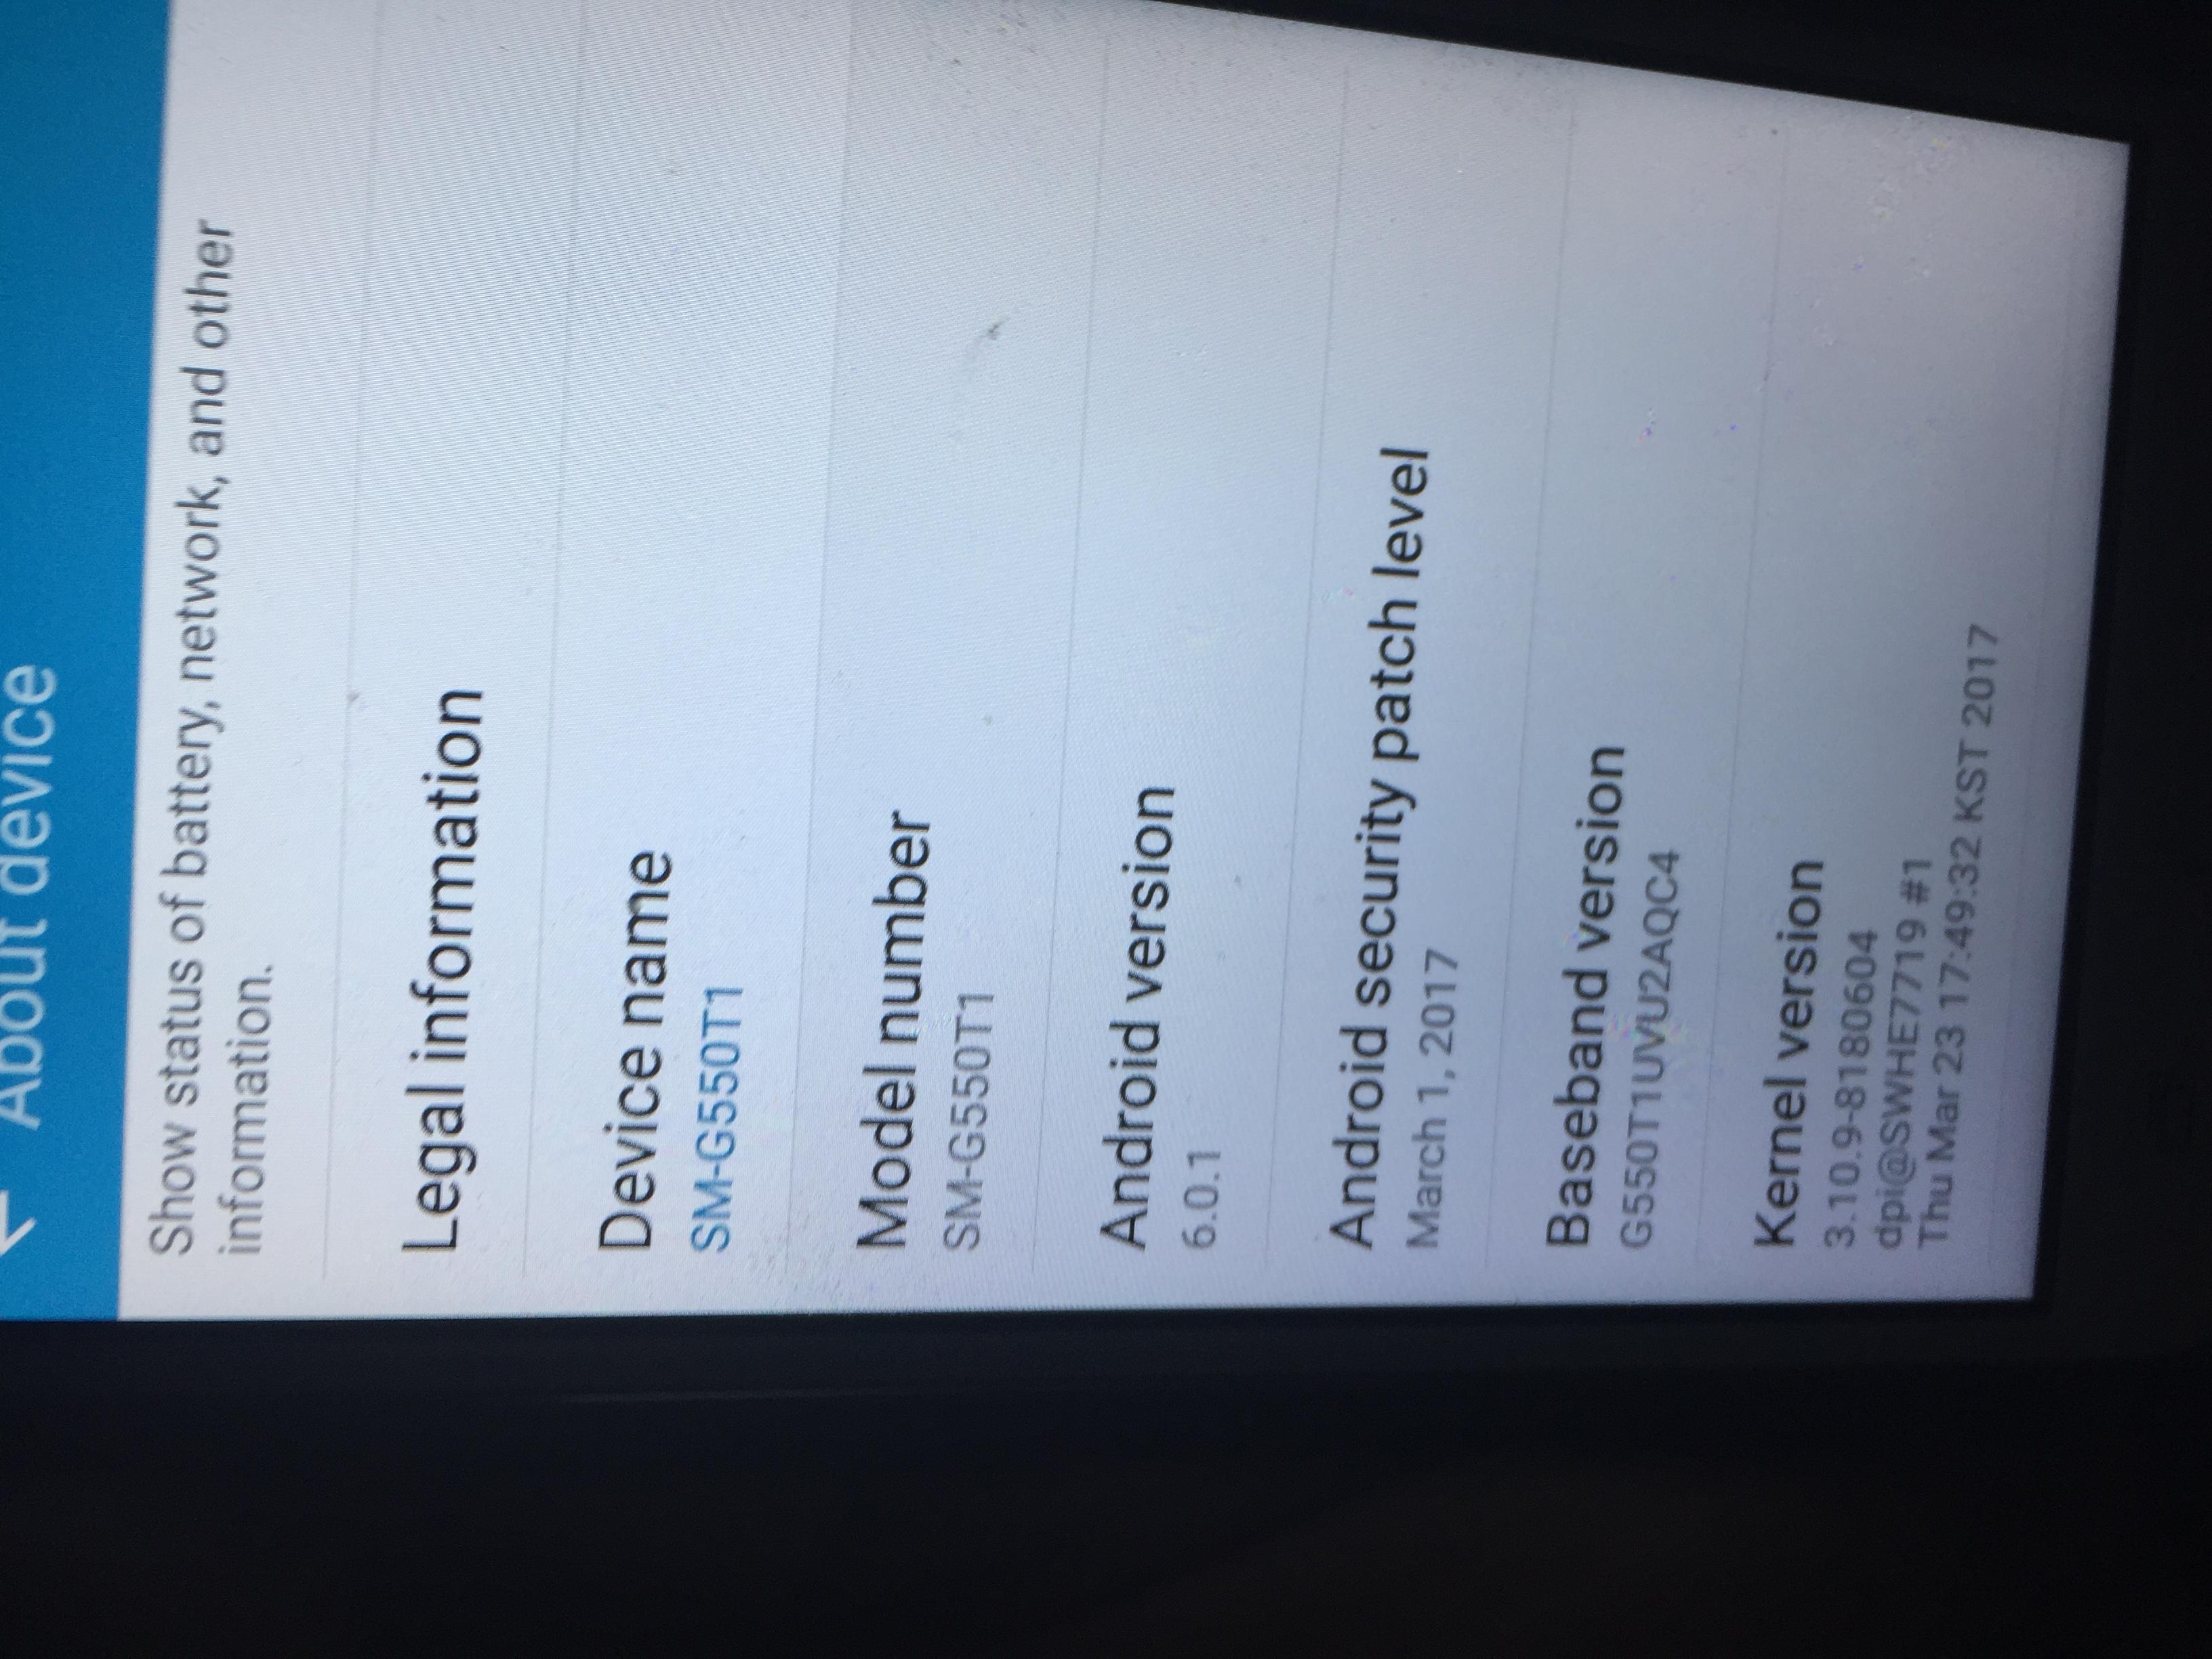 About device
Show status of battery, network, and other
information.
Legal information
Device name
SM-G550T1
Model number
SM-G550T1
Android version
6.0.1
Android security patch level
March 1, 2017
Baseband version
G550T1UVU2AQC4
Kernel version
3.10.9-8180604
dpi@SWHE7719 #1
Thu Mar 23 17:49:32 KST 2017